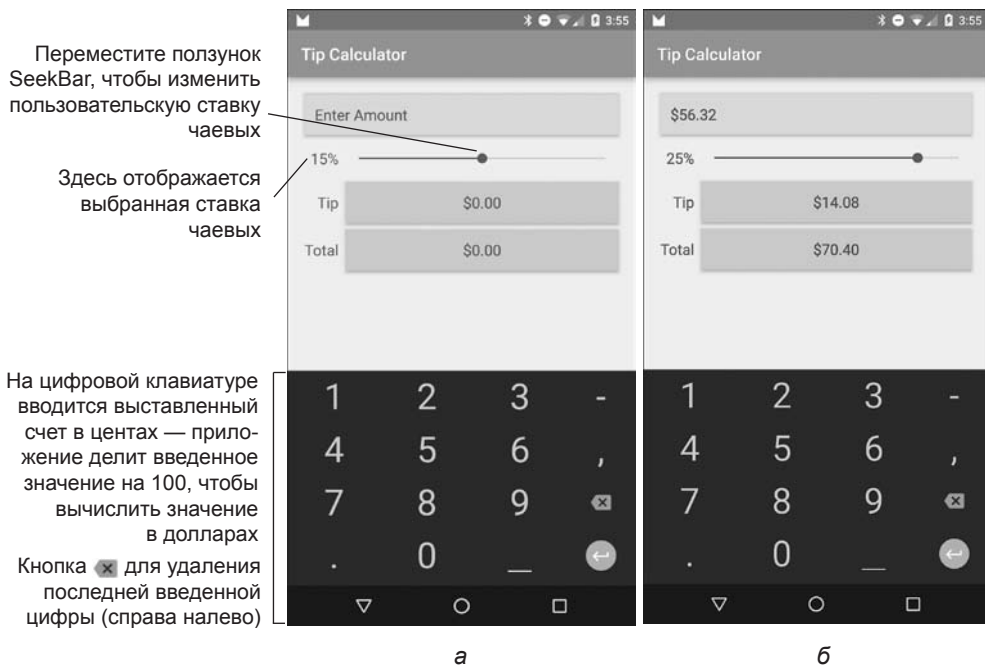 Переместите ползунок
SeekBar, чтобы изменить
пользовательскую ставку
чаевых
Здесь отображается
выбранная ставка
чаевых
На цифровой клавиатуре
вводится выставленный
счет в центах — прило-
жение делит введенное
значение на 100, чтобы
вычислить значение
в долларах
Кнопка для удаления
последней введенной
цифры (справа налево)
3:55
Tip Calculator
Enter Amount
15%
Tip $0.00
Total $0.00
1 2 3 -
4 5 6 ,
7 8 9
. 0 _
а
3:55
Tip Calculator
$56.32
25%
Tip $14.08
Total $70.40
1 2 3 -
4 5 6 ,
7 8 9
. 0 _
б